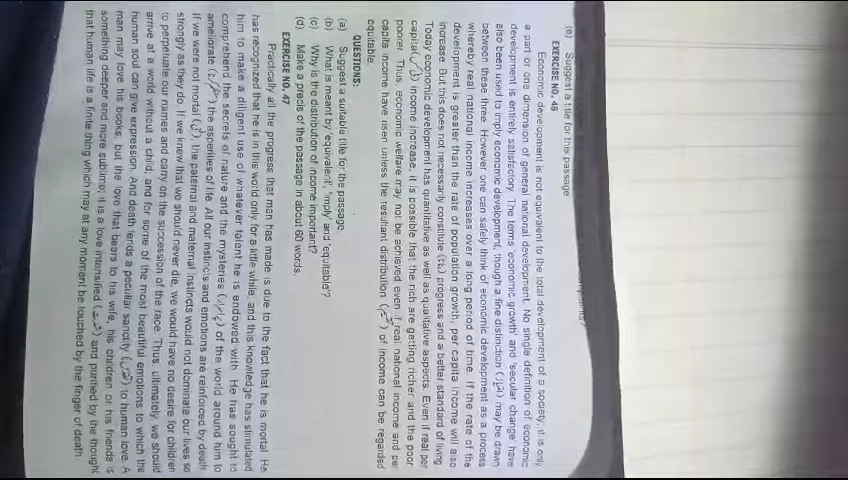 (e) Suggest a title for this passage
EXERCISE NO. 46
Economic development is not equivalent to the total development of a society, it is only
a part or one dimension of general national development. No single definition of economic
development is entirely satisfactory. The terms 'economic growth' and 'secular change' have
also been used to imply economic development, though a fine distinction (امتیاز) may be drawn
between these three. However one can safely think of economic development as a process
whereby real national income increases over a long period of time. If the rate of the
development is greater than the rate of population growth, per capita income will also
increase. But this does not necessarily constitute (بنانا) progress and a better standard of living.
Today economic development has quantitative as well as qualitative aspects. Even if real per
capita income increase, it is possible that the rich are getting richer and the poor
poorer. Thus, economic welfare may not be achieved even if real national income and per
capita income have risen unless the resultant distribution (تقسیم) of income can be regarded
equitable.
QUESTIONS:
(a) Suggest a suitable title for the passage.
(b) What is meant by 'equivalent', 'imply' and 'equitable'?
(c) Why is the distribution of income important?
(d) Make a precis of the passage in about 60 words.
EXERCISE NO. 47
Practically all the progress that man has made is due to the fact that he is mortal. He
has recognized that he is in this world only for a little while, and this knowledge has stimulated
him to make a diligent use of whatever talent he is endowed with. He has sought to
comprehend the secrets of nature and the mysteries of the world around him to
ameliorate the asperities of life. All our instincts and emotions are reinforced by death
If we were not mortal (فانی), the paternal and maternal instincts would not dominate our lives so
strongly as they do. If we knew that we should never die, we would have no desire for children
to perpetuate our names and carry on the succession of the race. Thus, ultimately, we should
arrive at a world without a child, and for some of the most beautiful emotions to which the
human soul can give expression. And death lends a peculiar sanctity (تقدس) to human love. A
man may love his books, but the love that bears to his wife, his children or his friends is
something deeper and more sublime; it is a love intensified and purified by the thought
that human life is a finite thing which may at any moment be touched by the finger of death.